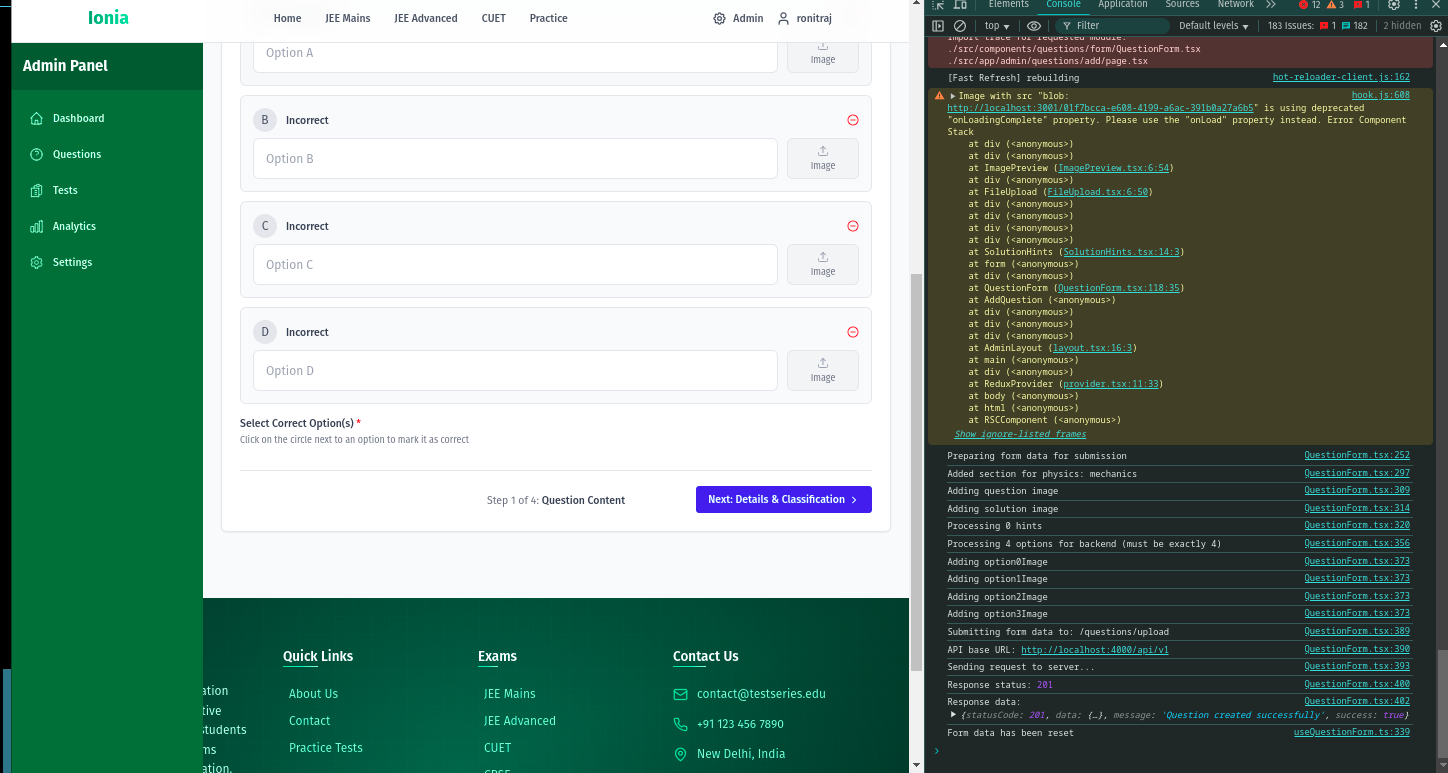 Ionia
Home
JEE Mains
JEE Advanced
CUET
Practice
Admin
ronitraj
Admin Panel
Dashboard
Questions
Tests
Analytics
Settings
Option A
Image
B
Incorrect
Option B
Image
C
Incorrect
Option C
Image
D
Incorrect
Option D
Image
Select Correct Option(s) *
Click on the circle next to an option to mark it as correct
Step 1 of 4: Question Content
Next: Details & Classification
ation
tive
students
ms
ation.
Quick Links
About Us
Contact
Practice Tests
Exams
JEE Mains
JEE Advanced
CUET
Contact Us
contact@testseries.edu
+91 123 456 7890
New Delhi, India
Elements
Console
Application
Sources
Network
12
3
1
top
Filter
Default levels
183 Issues:
1
182
2 hidden
Import trace for requested module:
./src/components/questions/form/QuestionForm.tsx
./src/app/admin/questions/add/page.tsx
[Fast Refresh] rebuilding hot-reloader-client.js:162
Image with src "blob: hook.js:608
http://localhost:3001/01f7bcca-e608-4199-a6ac-391b0a27a6b5" is using deprecated
"onLoadingComplete" property. Please use the "onLoad" property instead. Error Component
Stack
at div (<anonymous>)
at div (<anonymous>)
at ImagePreview (ImagePreview.tsx:6:54)
at div (<anonymous>)
at FileUpload (FileUpload.tsx:6:50)
at div (<anonymous>)
at div (<anonymous>)
at div (<anonymous>)
at div (<anonymous>)
at SolutionHints (SolutionHints.tsx:14:3)
at form (<anonymous>)
at div (<anonymous>)
at QuestionForm (QuestionForm.tsx:118:35)
at AddQuestion (<anonymous>)
at div (<anonymous>)
at div (<anonymous>)
at div (<anonymous>)
at AdminLayout (layout.tsx:16:3)
at main (<anonymous>)
at div (<anonymous>)
at ReduxProvider (provider.tsx:11:33)
at body (<anonymous>)
at html (<anonymous>)
at RSCComponent (<anonymous>)
Show ignore-listed frames
Preparing form data for submission QuestionForm.tsx:252
Added section for physics: mechanics QuestionForm.tsx:297
Adding question image QuestionForm.tsx:309
Adding solution image QuestionForm.tsx:314
Processing 0 hints QuestionForm.tsx:320
Processing 4 options for backend (must be exactly 4) QuestionForm.tsx:356
Adding option0Image QuestionForm.tsx:373
Adding option1Image QuestionForm.tsx:373
Adding option2Image QuestionForm.tsx:373
Adding option3Image QuestionForm.tsx:373
Submitting form data to: /questions/upload QuestionForm.tsx:389
API base URL: http://localhost:4000/api/v1 QuestionForm.tsx:390
Sending request to server... QuestionForm.tsx:393
Response status: 201 QuestionForm.tsx:400
Response data: QuestionForm.tsx:402
{statusCode: 201, data: {…}, message: 'Question created successfully', success: true}
Form data has been reset useQuestionForm.ts:339